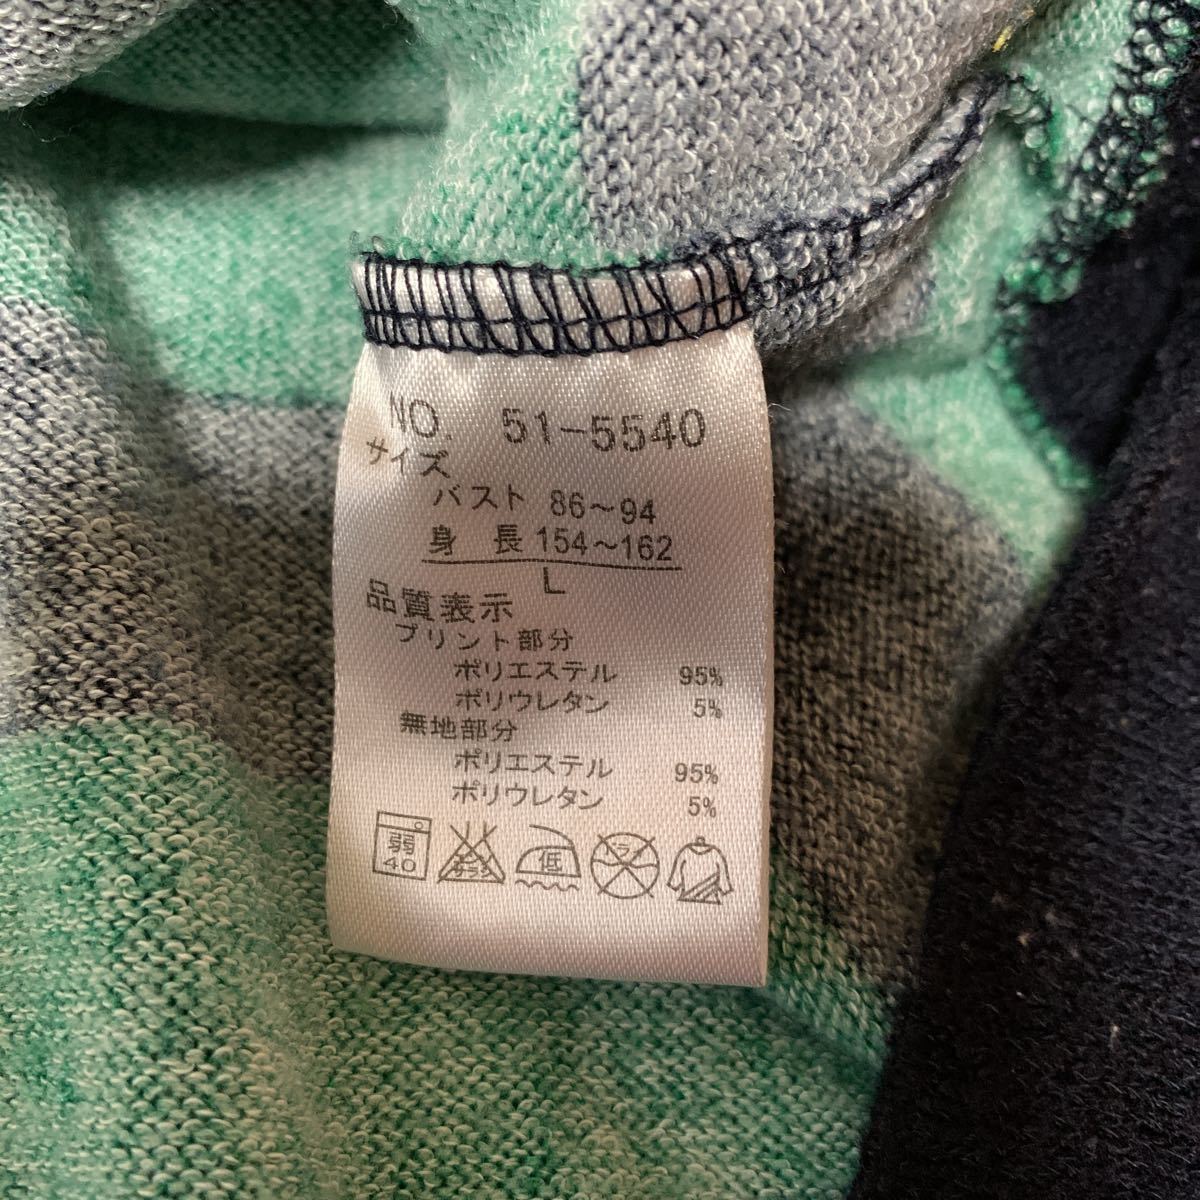 NO. 51-5540
サイズ
バスト 86～94
身 長 154～162
L
品質表示
プリント部分
ポリエステル 95%
ポリウレタン 5%
無地部分
ポリエステル 95%
ポリウレタン 5%
弱 40 低